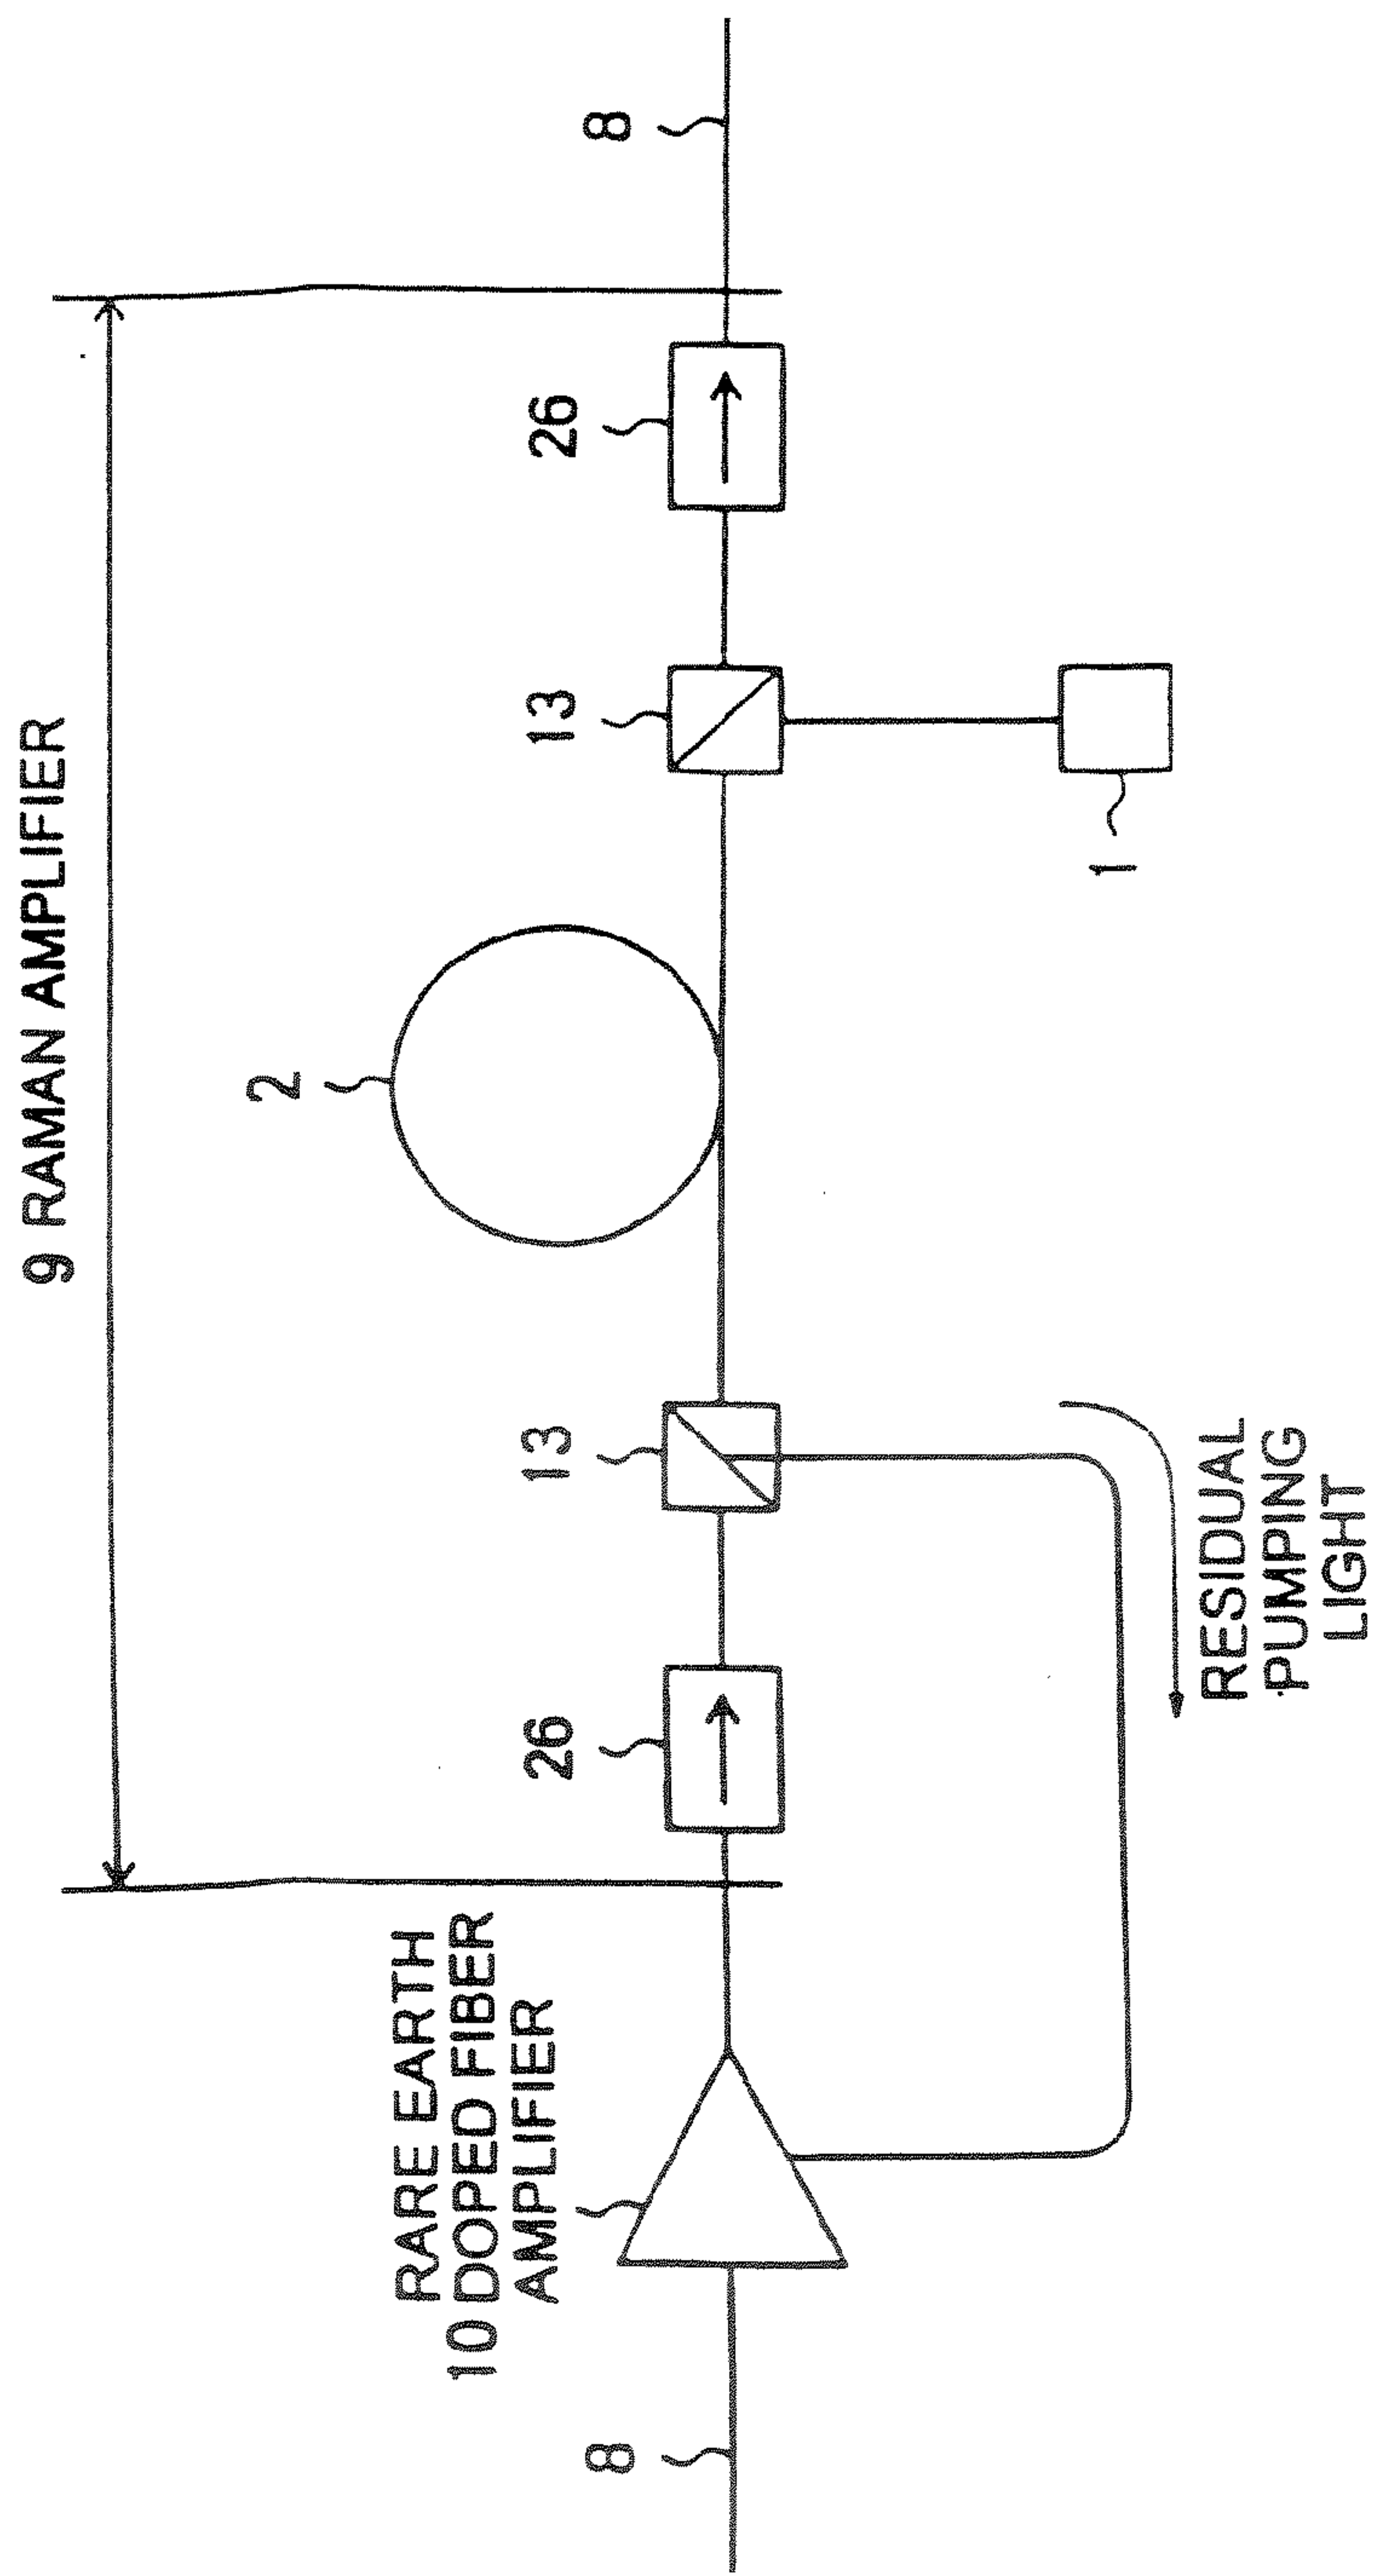 9 RAMAN AMPLIFIER
RARE EARTH
10 DOPED FIBER
AMPLIFIER
8
26
13
2
13
26
8
1
RESIDUAL
PUMPING
LIGHT